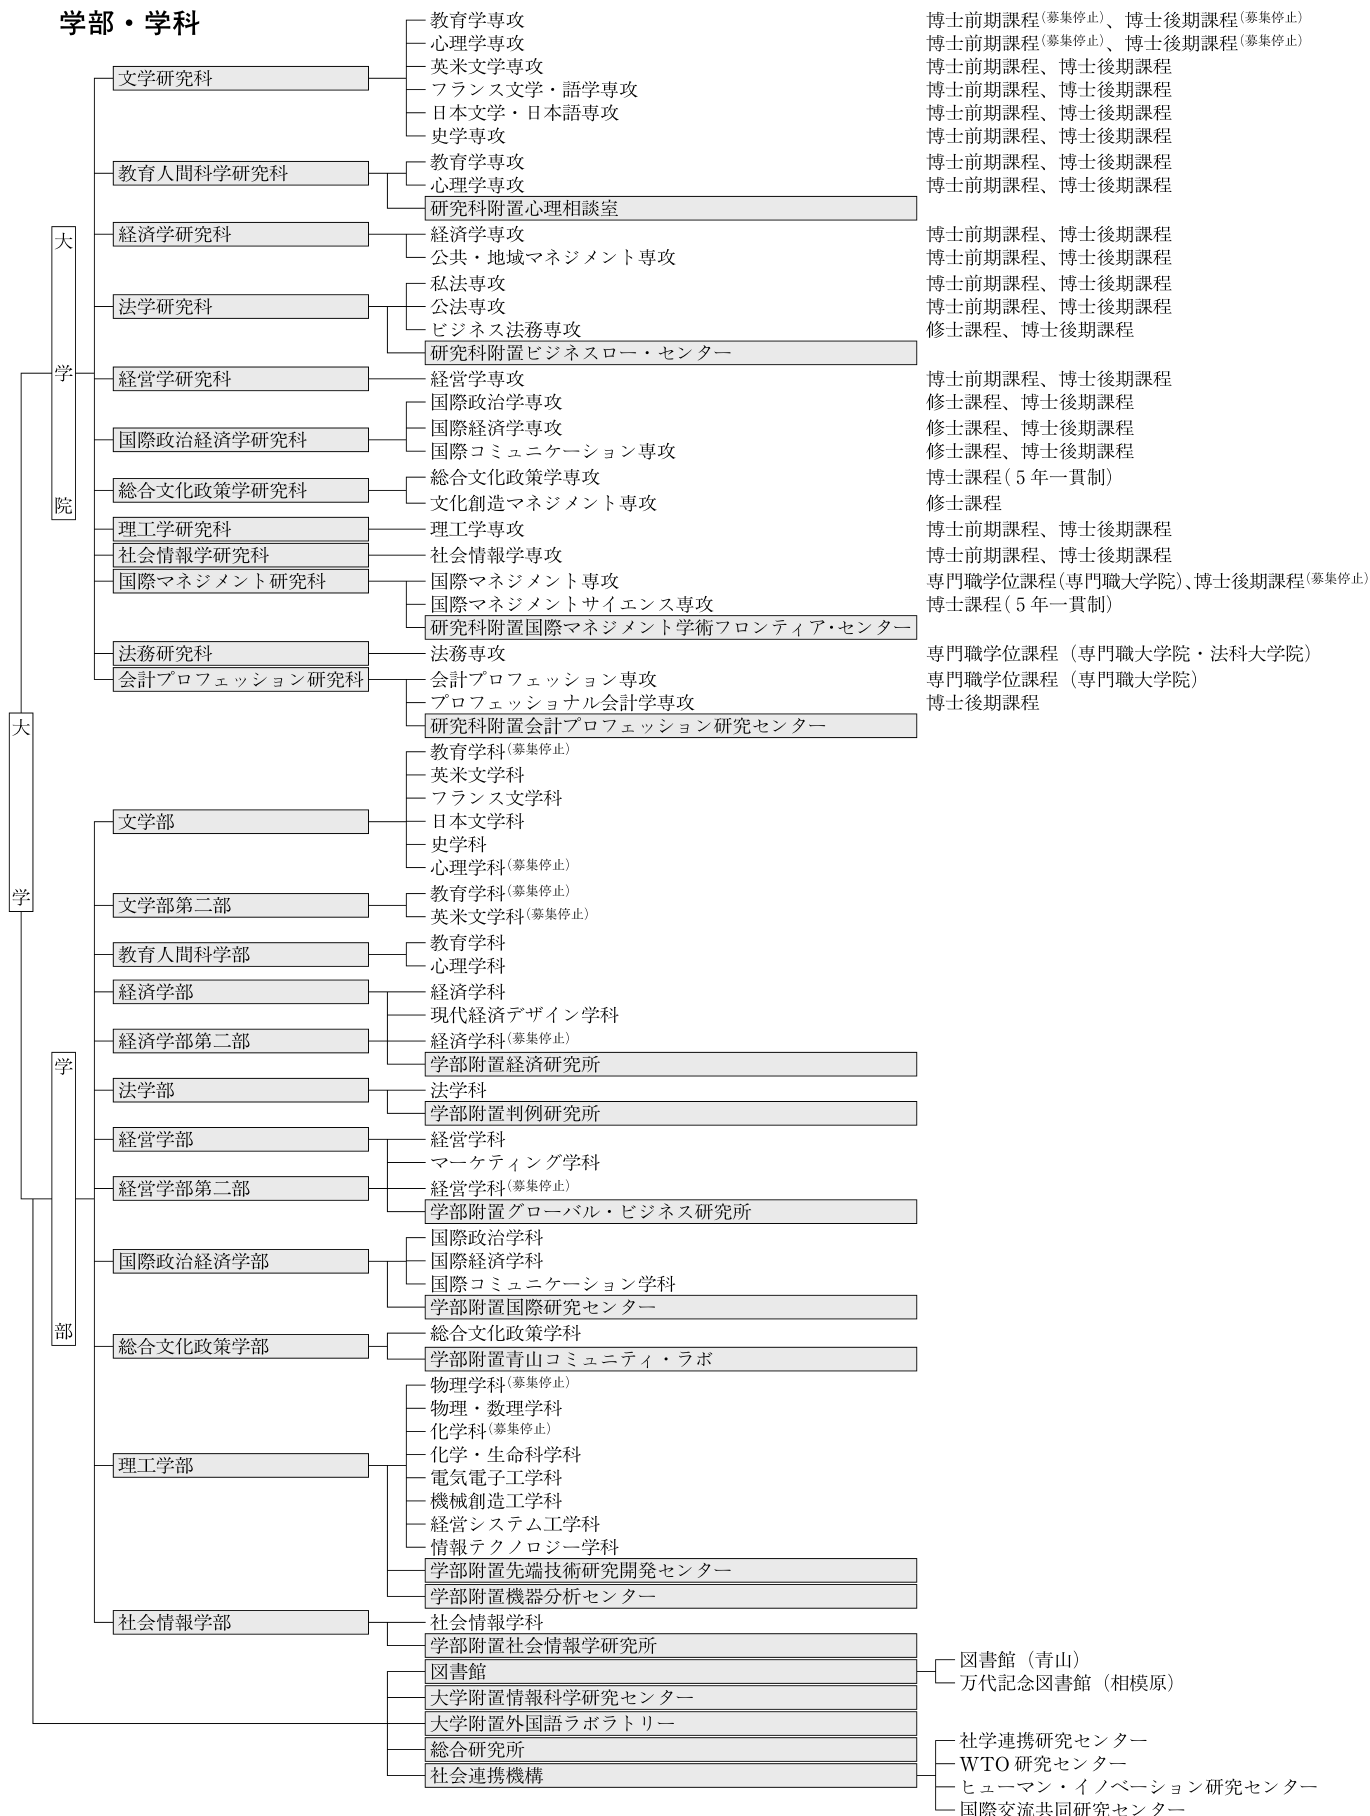 学部・学科
大学
大学院
文学研究科
教育学専攻 博士前期課程(募集停止)、博士後期課程(募集停止)
心理学専攻 博士前期課程(募集停止)、博士後期課程(募集停止)
英米文学専攻 博士前期課程、博士後期課程
フランス文学・語学専攻 博士前期課程、博士後期課程
日本文学・日本語専攻 博士前期課程、博士後期課程
史学専攻 博士前期課程、博士後期課程
教育人間科学研究科
教育学専攻 博士前期課程、博士後期課程
心理学専攻 博士前期課程、博士後期課程
研究科附置心理相談室
経済学研究科
経済学専攻 博士前期課程、博士後期課程
公共・地域マネジメント専攻 博士前期課程、博士後期課程
法学研究科
私法専攻 博士前期課程、博士後期課程
公法専攻 博士前期課程、博士後期課程
ビジネス法務専攻 修士課程、博士後期課程
研究科附置ビジネスロー・センター
経営学研究科
経営学専攻 博士前期課程、博士後期課程
国際政治経済学研究科
国際政治学専攻 修士課程、博士後期課程
国際経済学専攻 修士課程、博士後期課程
国際コミュニケーション専攻 修士課程、博士後期課程
総合文化政策学研究科
総合文化政策学専攻 博士課程(5年一貫制)
文化創造マネジメント専攻 修士課程
理工学研究科
理工学専攻 博士前期課程、博士後期課程
社会情報学研究科
社会情報学専攻 博士前期課程、博士後期課程
国際マネジメント研究科
国際マネジメント専攻 専門職学位課程(専門職大学院)、博士後期課程(募集停止)
国際マネジメントサイエンス専攻 博士課程(5年一貫制)
研究科附置国際マネジメント学術フロンティア・センター
法務研究科
法務専攻 専門職学位課程(専門職大学院・法科大学院)
会計プロフェッション研究科
会計プロフェッション専攻 専門職学位課程(専門職大学院)
プロフェッショナル会計学専攻 博士後期課程
研究科附置会計プロフェッション研究センター
学部
文学部
教育学科(募集停止)
英米文学科
フランス文学科
日本文学科
史学科
心理学科(募集停止)
文学部第二部
教育学科(募集停止)
英米文学科(募集停止)
教育人間科学部
教育学科
心理学科
経済学部
経済学科
現代経済デザイン学科
経済学部第二部
経済学科(募集停止)
学部附置経済研究所
法学部
法学科
学部附置判例研究所
経営学部
経営学科
マーケティング学科
経営学部第二部
経営学科(募集停止)
学部附置グローバル・ビジネス研究所
国際政治経済学部
国際政治学科
国際経済学科
国際コミュニケーション学科
学部附置国際研究センター
総合文化政策学部
総合文化政策学科
学部附置青山コミュニティ・ラボ
理工学部
物理学科(募集停止)
物理・数理学科
化学科(募集停止)
化学・生命科学科
電気電子工学科
機械創造工学科
経営システム工学科
情報テクノロジー学科
学部附置先端技術研究開発センター
学部附置機器分析センター
社会情報学部
社会情報学科
学部附置社会情報学研究所
図書館
図書館(青山)
万代記念図書館(相模原)
大学附置情報科学研究センター
大学附置外国語ラボラトリー
総合研究所
社会連携機構
社学連携研究センター
WTO研究センター
ヒューマン・イノベーション研究センター
国際交流共同研究センター